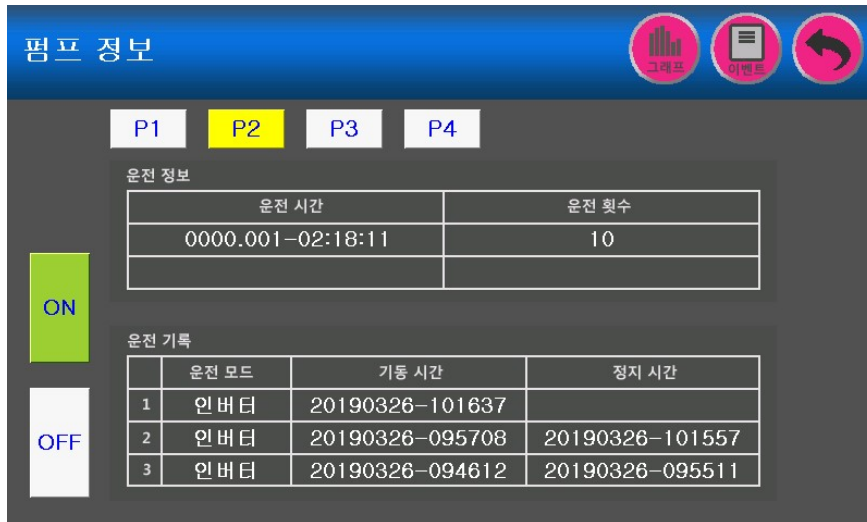 펌프 정보
그래프
이벤트
P1 P2 P3 P4
운전 정보
운전 시간 운전 횟수
0000.001-02:18:11 10
ON
운전 기록
운전 모드 기동 시간 정지 시간
1 인버터 20190326-101637
2 인버터 20190326-095708 20190326-101557
OFF
3 인버터 20190326-094612 20190326-095511